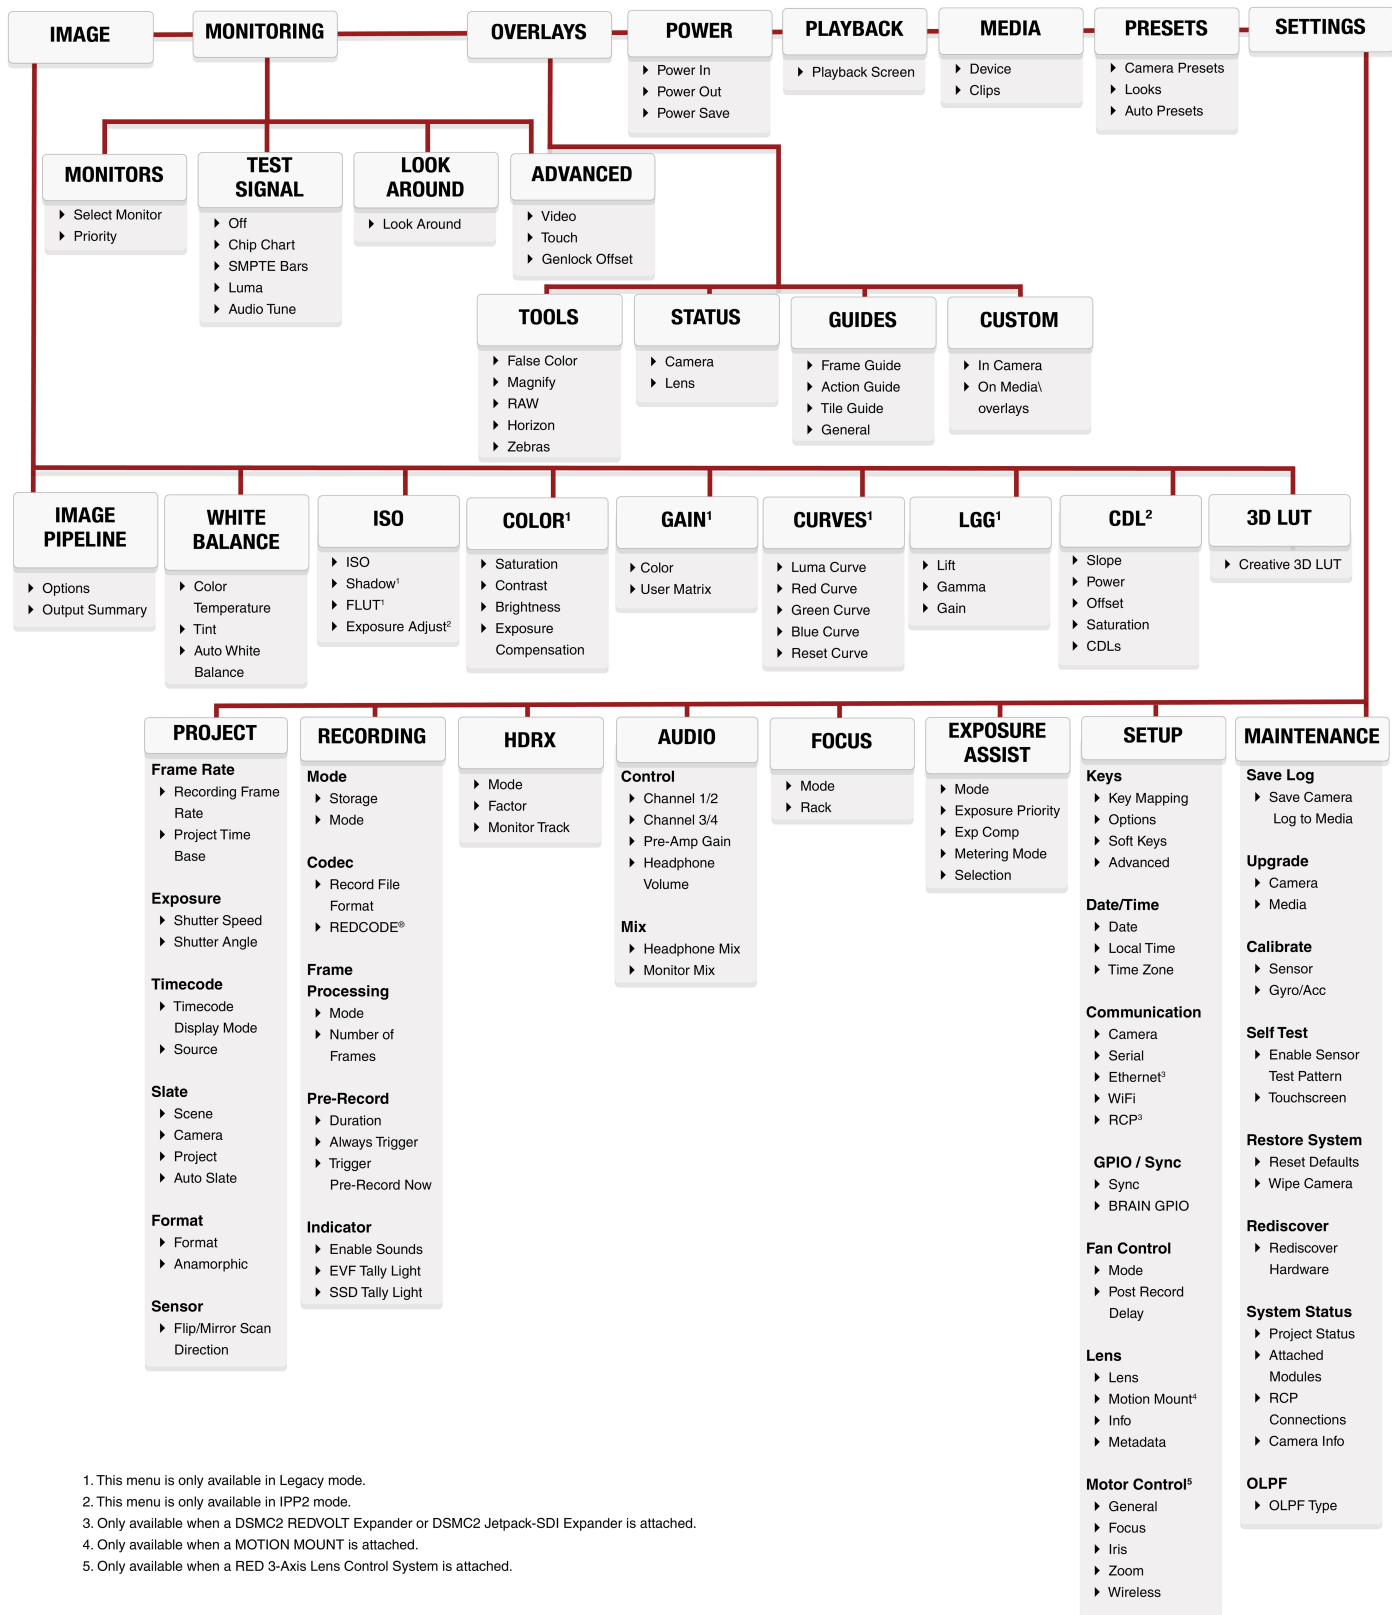 IMAGE
MONITORING
OVERLAYS
POWER
Power In
Power Out
Power Save
PLAYBACK
Playback Screen
MEDIA
Device
Clips
PRESETS
Camera Presets
Looks
Auto Presets
SETTINGS
MONITORS
Select Monitor
Priority
TEST
SIGNAL
Off
Chip Chart
SMPTE Bars
Luma
Audio Tune
LOOK
AROUND
Look Around
ADVANCED
Video
Touch
Genlock Offset
TOOLS
False Color
Magnify
RAW
Horizon
Zebras
STATUS
Camera
Lens
GUIDES
Frame Guide
Action Guide
Tile Guide
General
CUSTOM
In Camera
On Media\
overlays
IMAGE
PIPELINE
Options
Output Summary
WHITE
BALANCE
Color
Temperature
Tint
Auto White
Balance
ISO
ISO
Shadow¹
FLUT¹
Exposure Adjust²
COLOR¹
Saturation
Contrast
Brightness
Exposure
Compensation
GAIN¹
Color
User Matrix
CURVES¹
Luma Curve
Red Curve
Green Curve
Blue Curve
Reset Curve
LGG¹
Lift
Gamma
Gain
CDL²
Slope
Power
Offset
Saturation
CDLs
3D LUT
Creative 3D LUT
PROJECT
Frame Rate
Recording Frame
Rate
Project Time
Base
Exposure
Shutter Speed
Shutter Angle
Timecode
Timecode
Display Mode
Source
Slate
Scene
Camera
Project
Auto Slate
Format
Format
Anamorphic
Sensor
Flip/Mirror Scan
Direction
RECORDING
Mode
Storage
Mode
Codec
Record File
Format
REDCODE®
Frame
Processing
Mode
Number of
Frames
Pre-Record
Duration
Always Trigger
Trigger
Pre-Record Now
Indicator
Enable Sounds
EVF Tally Light
SSD Tally Light
HDRX
Mode
Factor
Monitor Track
AUDIO
Control
Channel 1/2
Channel 3/4
Pre-Amp Gain
Headphone
Volume
Mix
Headphone Mix
Monitor Mix
FOCUS
Mode
Rack
EXPOSURE
ASSIST
Mode
Exposure Priority
Exp Comp
Metering Mode
Selection
SETUP
Keys
Key Mapping
Options
Soft Keys
Advanced
Date/Time
Date
Local Time
Time Zone
Communication
Camera
Serial
Ethernet³
WiFi
RCP³
GPIO / Sync
Sync
BRAIN GPIO
Fan Control
Mode
Post Record
Delay
Lens
Lens
Motion Mount⁴
Info
Metadata
Motor Control⁵
General
Focus
Iris
Zoom
Wireless
MAINTENANCE
Save Log
Save Camera
Log to Media
Upgrade
Camera
Media
Calibrate
Sensor
Gyro/Acc
Self Test
Enable Sensor
Test Pattern
Touchscreen
Restore System
Reset Defaults
Wipe Camera
Rediscover
Rediscover
Hardware
System Status
Project Status
Attached
Modules
RCP
Connections
Camera Info
OLPF
OLPF Type
1. This menu is only available in Legacy mode.
2. This menu is only available in IPP2 mode.
3. Only available when a DSMC2 REDVOLT Expander or DSMC2 Jetpack-SDI Expander is attached.
4. Only available when a MOTION MOUNT is attached.
5. Only available when a RED 3-Axis Lens Control System is attached.